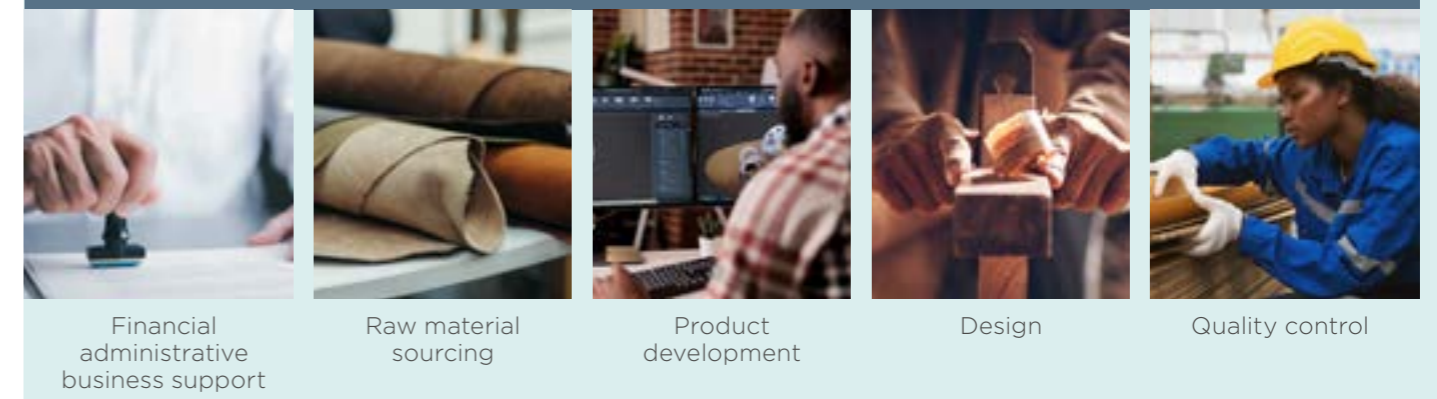 Financial
administrative
business support
Raw material
sourcing
Product
development
Design
Quality control